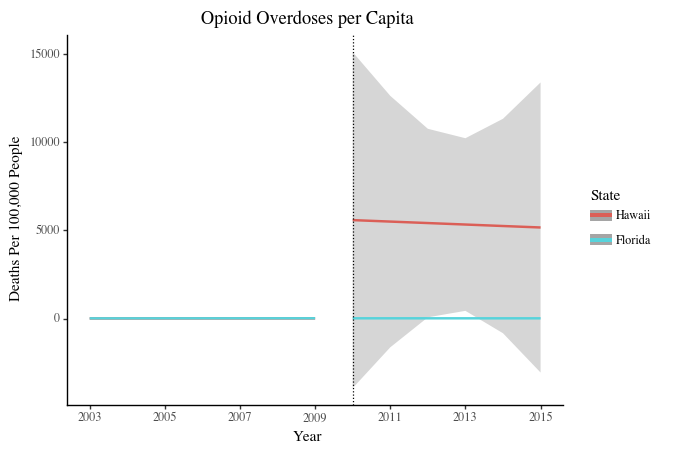 Opioid Overdoses per Capita
Deaths Per 100,000 People
15000
10000
5000
0
2003
2005
2007
2009
2011
2013
2015
Year
State
Hawaii
Florida